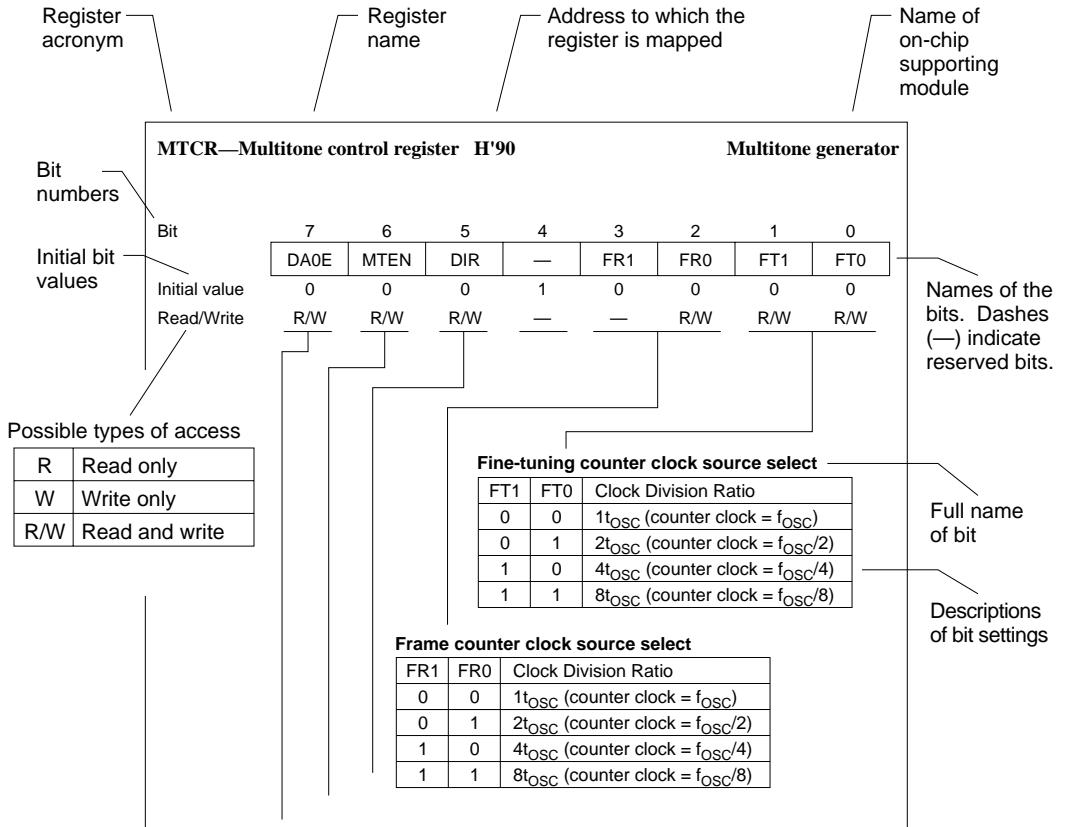 Register acronym
Register name
Address to which the register is mapped
Name of on-chip supporting module
MTCR—Multitone control register H'90 Multitone generator
Bit numbers
Bit 7 6 5 4 3 2 1 0
Initial bit values
DA0E MTEN DIR — FR1 FR0 FT1 FT0
Initial value 0 0 0 1 0 0 0 0
Read/Write R/W R/W R/W — — R/W R/W R/W
Names of the bits. Dashes (—) indicate reserved bits.
Possible types of access
R Read only
W Write only
R/W Read and write
Fine-tuning counter clock source select
FT1 FT0 Clock Division Ratio
0 0 1tOSC (counter clock = fOSC)
0 1 2tOSC (counter clock = fOSC/2)
1 0 4tOSC (counter clock = fOSC/4)
1 1 8tOSC (counter clock = fOSC/8)
Full name of bit
Descriptions of bit settings
Frame counter clock source select
FR1 FR0 Clock Division Ratio
0 0 1tOSC (counter clock = fOSC)
0 1 2tOSC (counter clock = fOSC/2)
1 0 4tOSC (counter clock = fOSC/4)
1 1 8tOSC (counter clock = fOSC/8)